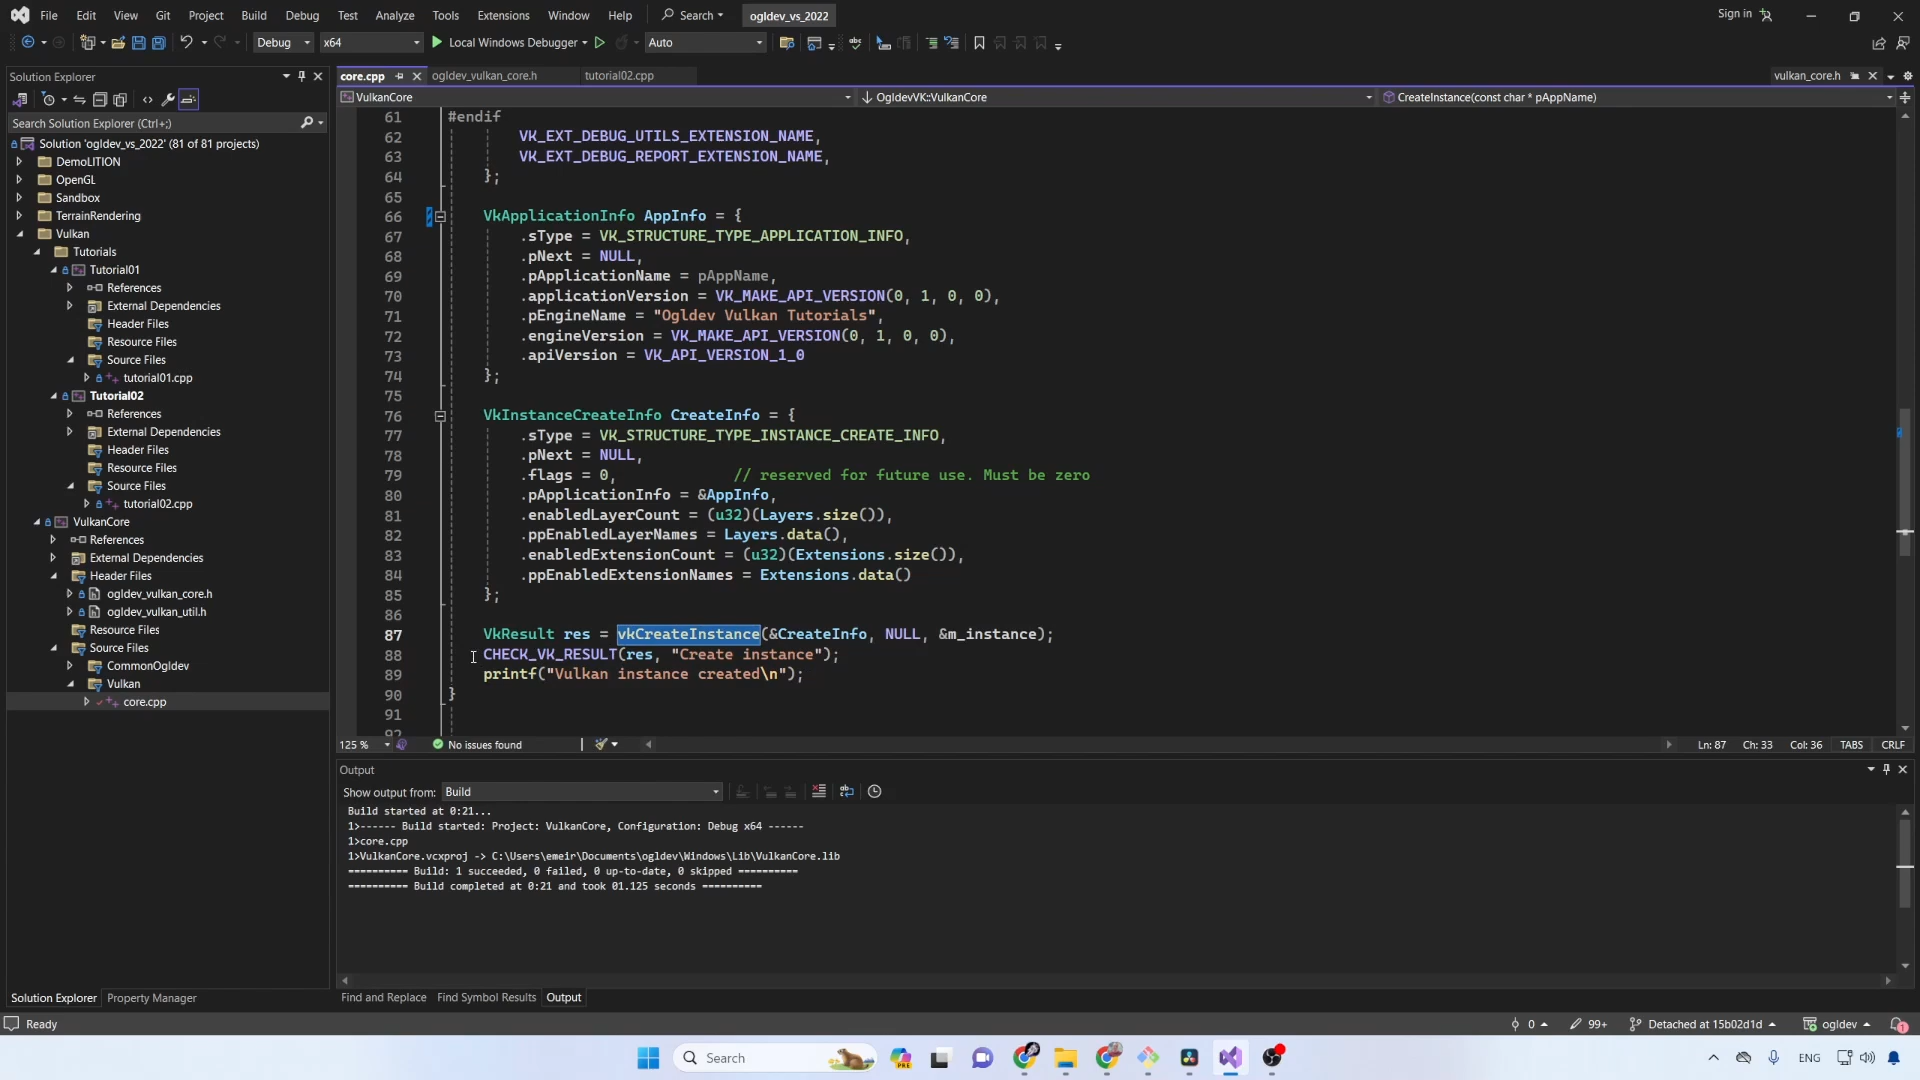 File Edit View Git Project Build Debug Test Analyze Tools Extensions Window Help Search ogldev_vs_2022 Sign in
Debug x64 Local Windows Debugger Auto
Solution Explorer
Search Solution Explorer (Ctrl+;)
Solution 'ogldev_vs_2022' (81 of 81 projects)
DemoLITION
OpenGL
Sandbox
TerrainRendering
Vulkan
Tutorials
Tutorial01
References
External Dependencies
Header Files
Resource Files
Source Files
tutorial01.cpp
Tutorial02
References
External Dependencies
Header Files
Resource Files
Source Files
tutorial02.cpp
VulkanCore
References
External Dependencies
Header Files
ogldev_vulkan_core.h
ogldev_vulkan_util.h
Resource Files
Source Files
CommonOgldev
Vulkan
core.cpp
Solution Explorer Property Manager
core.cpp ogldev_vulkan_core.h tutorial02.cpp vulkan_core.h
VulkanCore OgldevVK::VulkanCore CreateInstance(const char * pAppName)
61 #endif
62 VK_EXT_DEBUG_UTILS_EXTENSION_NAME,
63 VK_EXT_DEBUG_REPORT_EXTENSION_NAME,
64 };
65
66 VkApplicationInfo AppInfo = {
67 .sType = VK_STRUCTURE_TYPE_APPLICATION_INFO,
68 .pNext = NULL,
69 .pApplicationName = pAppName,
70 .applicationVersion = VK_MAKE_API_VERSION(0, 1, 0, 0),
71 .pEngineName = "Ogldev Vulkan Tutorials",
72 .engineVersion = VK_MAKE_API_VERSION(0, 1, 0, 0),
73 .apiVersion = VK_API_VERSION_1_0
74 };
75
76 VkInstanceCreateInfo CreateInfo = {
77 .sType = VK_STRUCTURE_TYPE_INSTANCE_CREATE_INFO,
78 .pNext = NULL,
79 .flags = 0, // reserved for future use. Must be zero
80 .pApplicationInfo = &AppInfo,
81 .enabledLayerCount = (u32)(Layers.size()),
82 .ppEnabledLayerNames = Layers.data(),
83 .enabledExtensionCount = (u32)(Extensions.size()),
84 .ppEnabledExtensionNames = Extensions.data()
85 };
86
87 VkResult res = vkCreateInstance(&CreateInfo, NULL, &m_instance);
88 CHECK_VK_RESULT(res, "Create instance");
89 printf("Vulkan instance created\n");
90 }
91
92
125 % No issues found Ln: 87 Ch: 33 Col: 36 TABS CRLF
Output
Show output from: Build
Build started at 0:21...
1>------ Build started: Project: VulkanCore, Configuration: Debug x64 ------
1>core.cpp
1>VulkanCore.vcxproj -> C:\Users\emeir\Documents\ogldev\Windows\Lib\VulkanCore.lib
========== Build: 1 succeeded, 0 failed, 0 up-to-date, 0 skipped ==========
========== Build completed at 0:21 and took 01.125 seconds ==========
Find and Replace Find Symbol Results Output
Ready 0 99+ Detached at 15b02d1d ogldev 1
Search PRE ENG